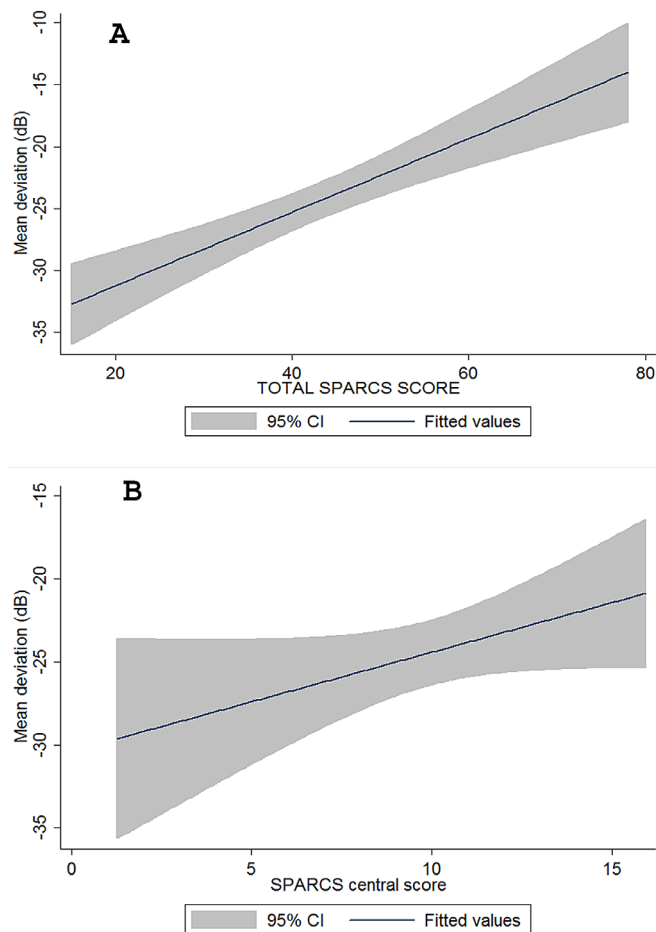 A
Mean deviation (dB)
-10
-15
-20
-25
-30
-35
20 40 60 80
TOTAL SPARCS SCORE
95% CI Fitted values
B
Mean deviation (dB)
-15
-20
-25
-30
-35
0 5 10 15
SPARCS central score
95% CI Fitted values